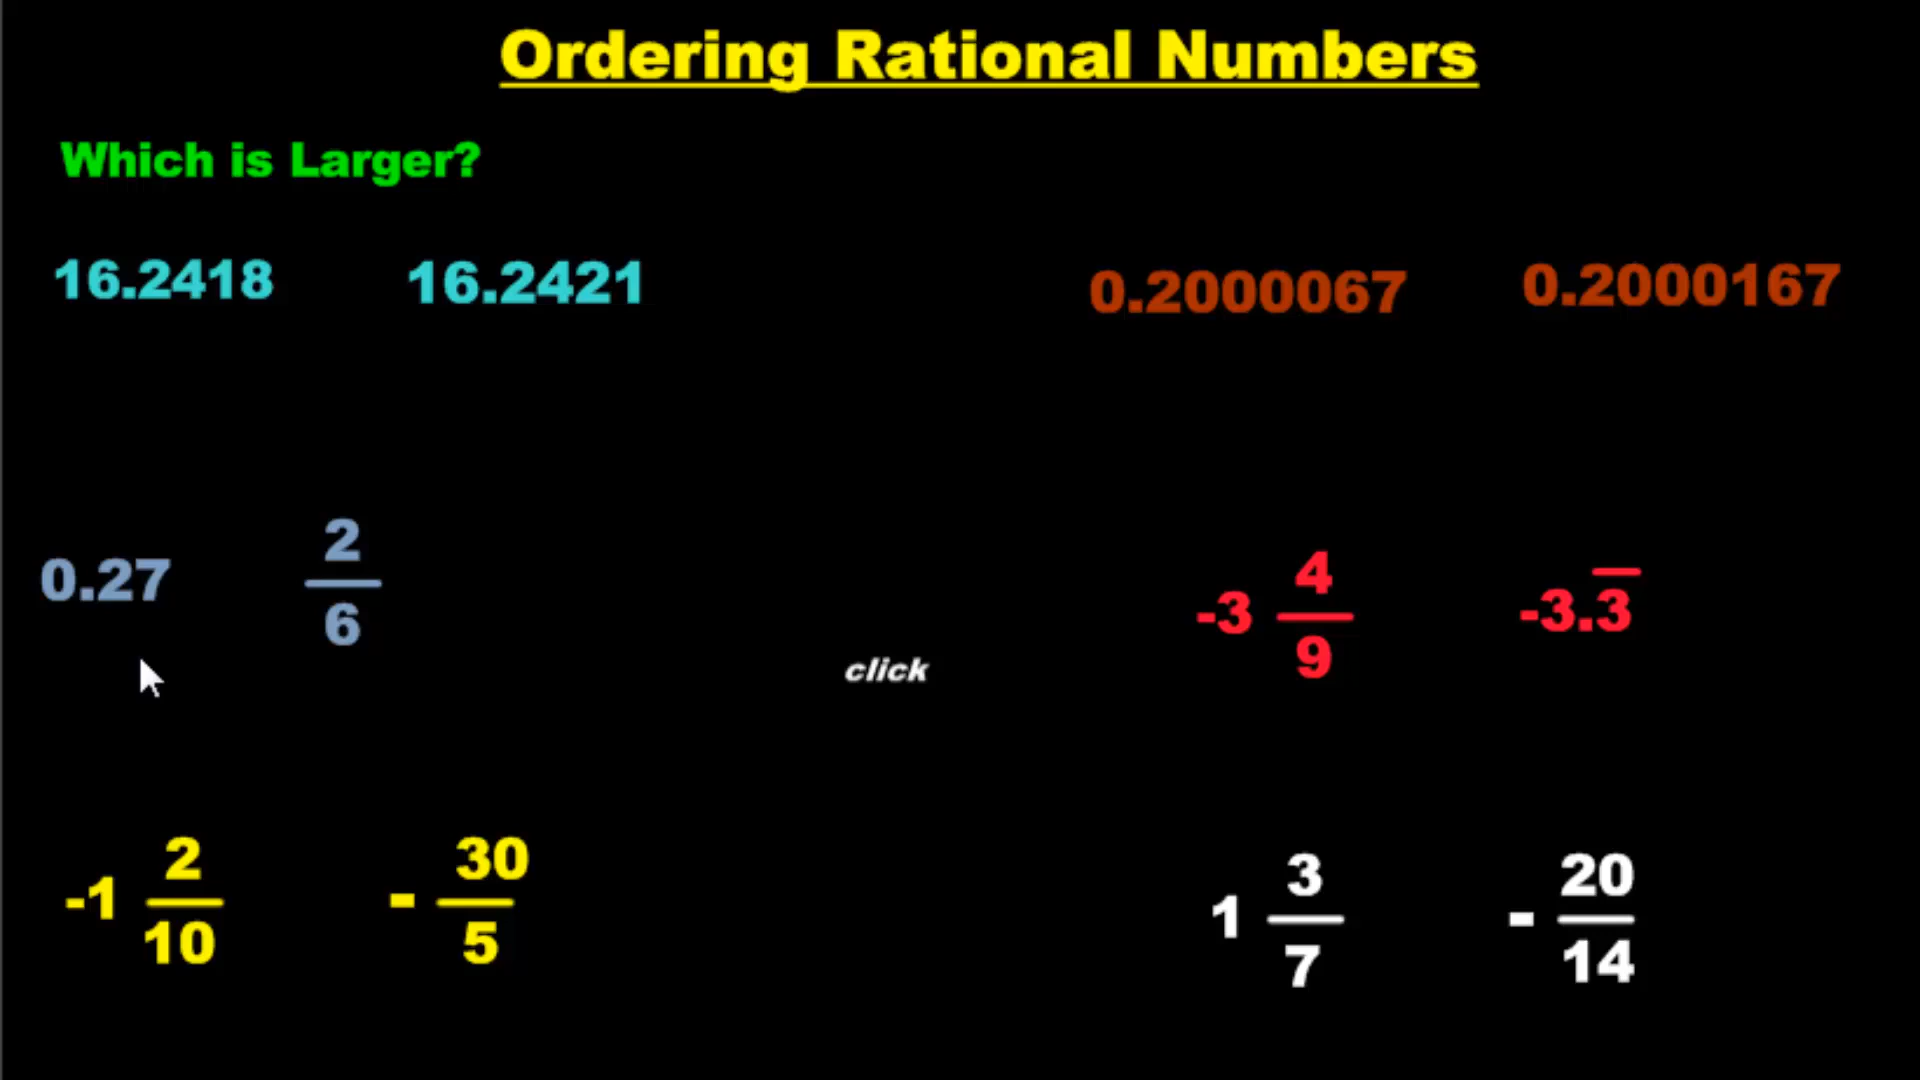 Ordering Rational Numbers
Which is Larger?
16.2418 16.2421 0.2000067 0.2000167
0.27 2/6 -3 4/9 -3.3̅
click
-1 2/10 - 30/5 1 3/7 - 20/14